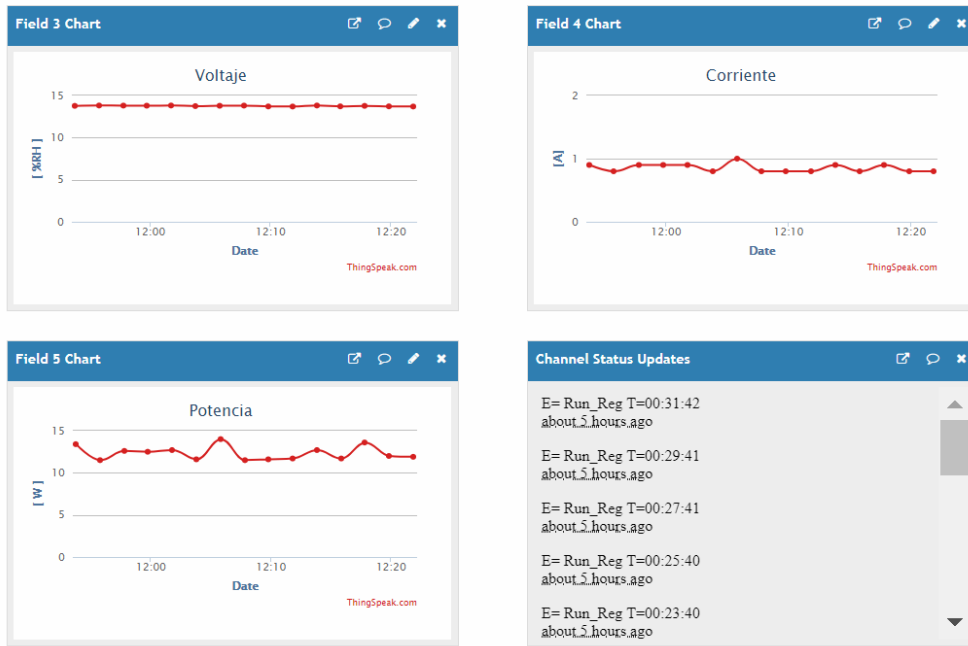 Field 3 Chart
Voltaje
15
10
5
0
[ %RH ]
12:00 12:10 12:20
Date
ThingSpeak.com
Field 4 Chart
Corriente
2
1
0
[A]
12:00 12:10 12:20
Date
ThingSpeak.com
Field 5 Chart
Potencia
15
10
5
0
[ W ]
12:00 12:10 12:20
Date
ThingSpeak.com
Channel Status Updates
E= Run_Reg T=00:31:42
about 5 hours ago
E= Run_Reg T=00:29:41
about 5 hours ago
E= Run_Reg T=00:27:41
about 5 hours ago
E= Run_Reg T=00:25:40
about 5 hours ago
E= Run_Reg T=00:23:40
about 5 hours ago